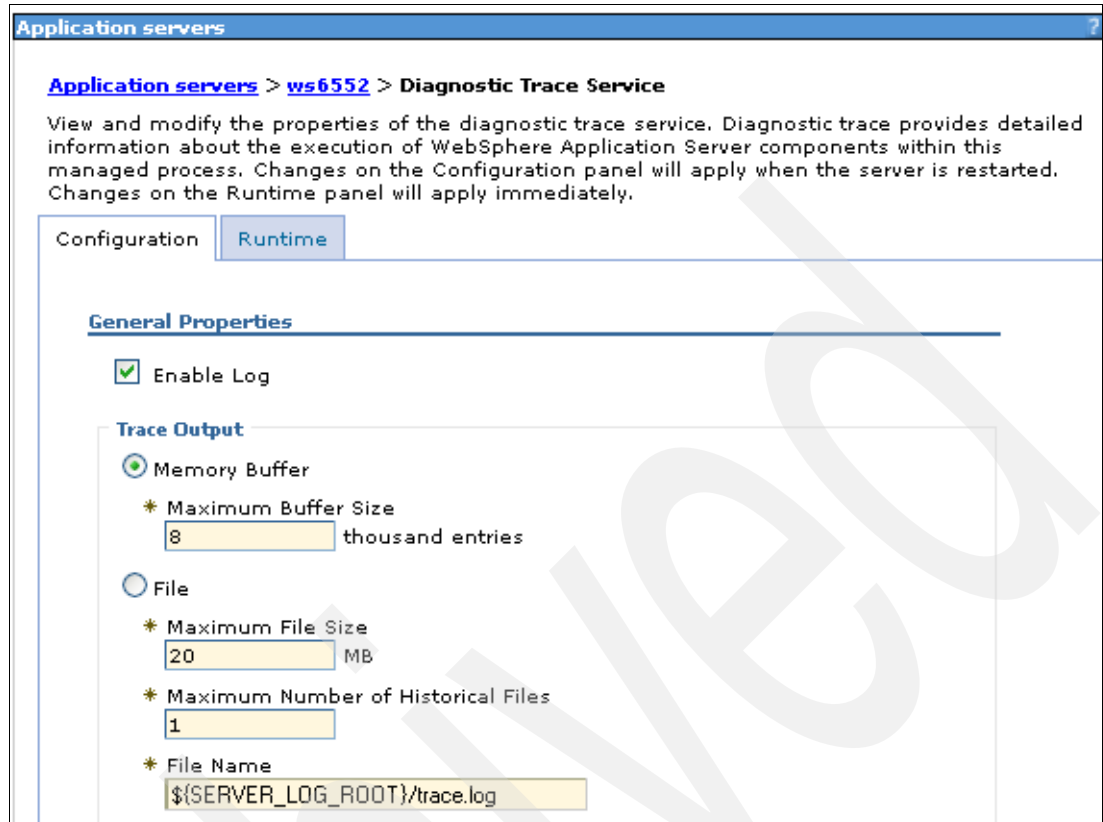 Application servers ?
Application servers > ws6552 > Diagnostic Trace Service
View and modify the properties of the diagnostic trace service. Diagnostic trace provides detailed
information about the execution of WebSphere Application Server components within this
managed process. Changes on the Configuration panel will apply when the server is restarted.
Changes on the Runtime panel will apply immediately.
Configuration Runtime
General Properties
Enable Log
Trace Output
Memory Buffer
* Maximum Buffer Size
8 thousand entries
File
* Maximum File Size
20 MB
* Maximum Number of Historical Files
1
* File Name
${SERVER_LOG_ROOT}/trace.log